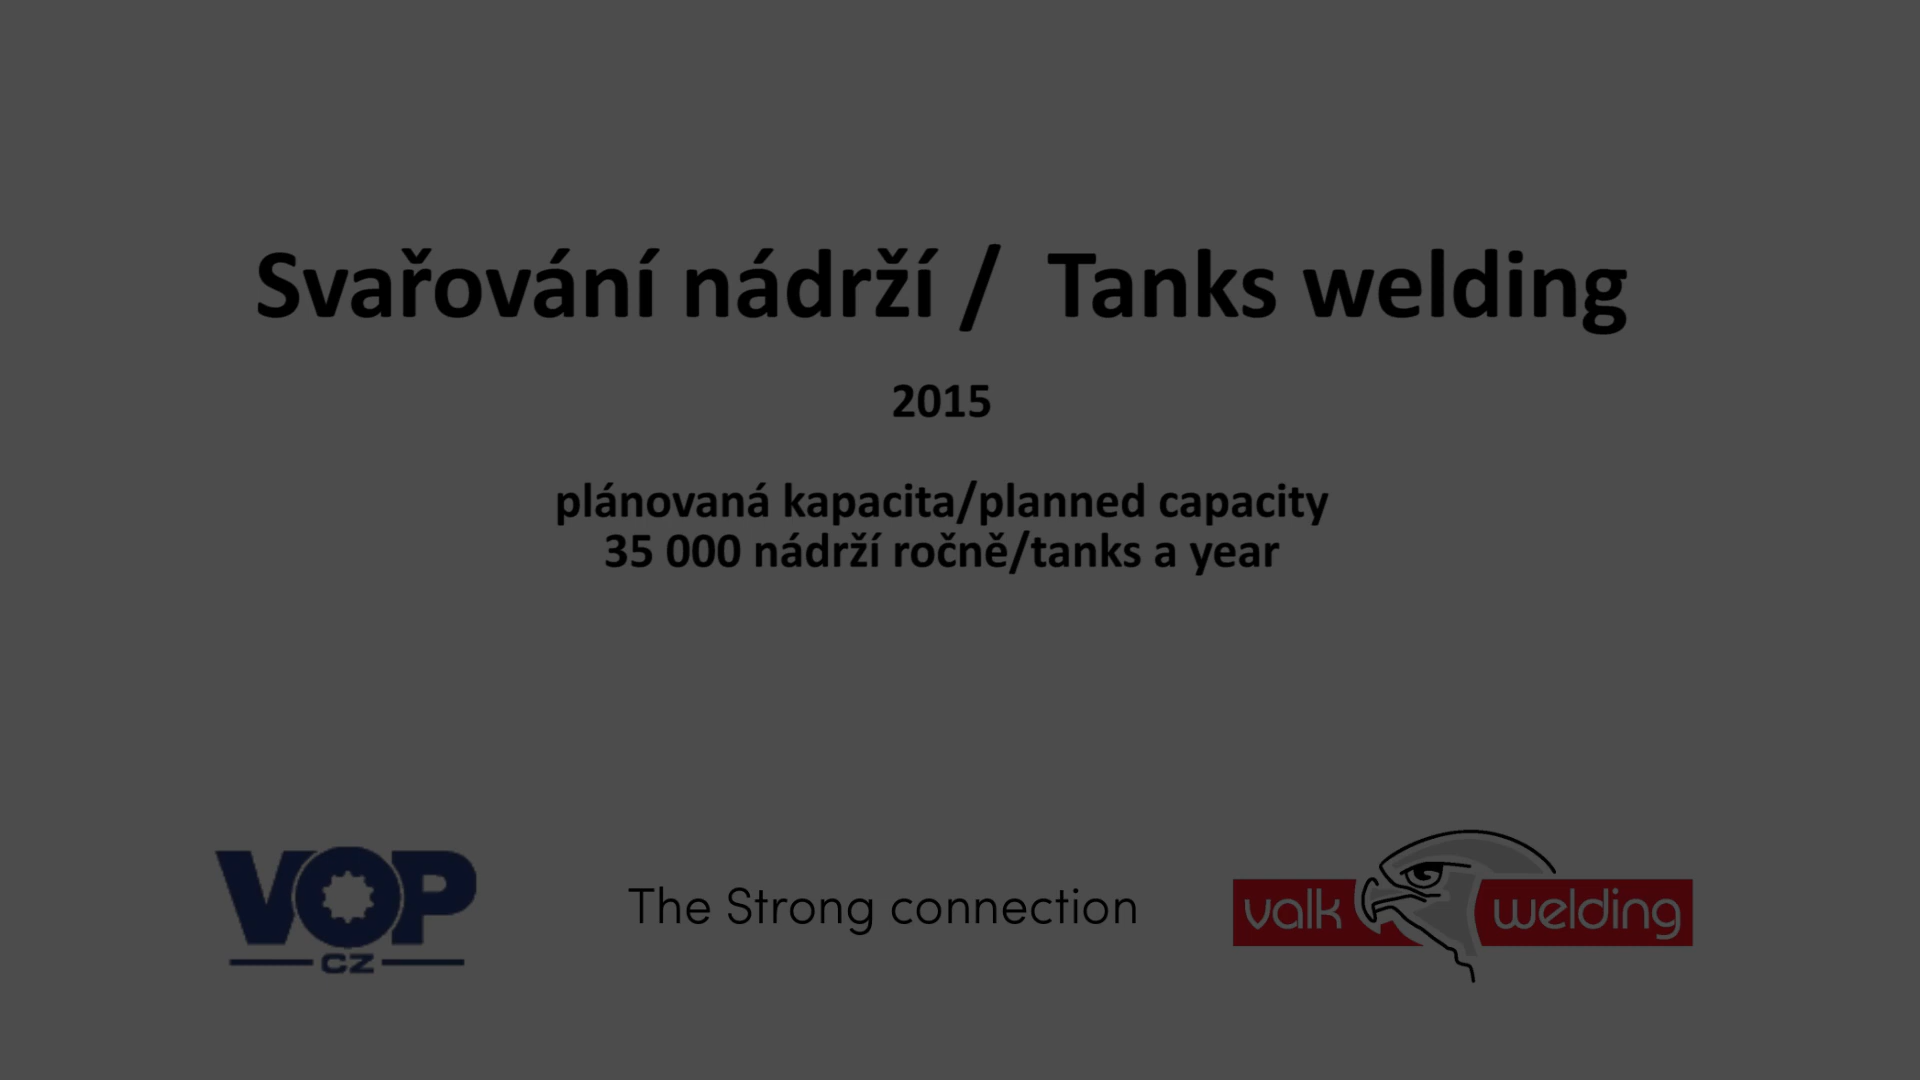 Svařování nádrží / Tanks welding
2015
plánovaná kapacita/planned capacity
35 000 nádrží ročně/tanks a year
VOP
CZ
The Strong connection
valk welding